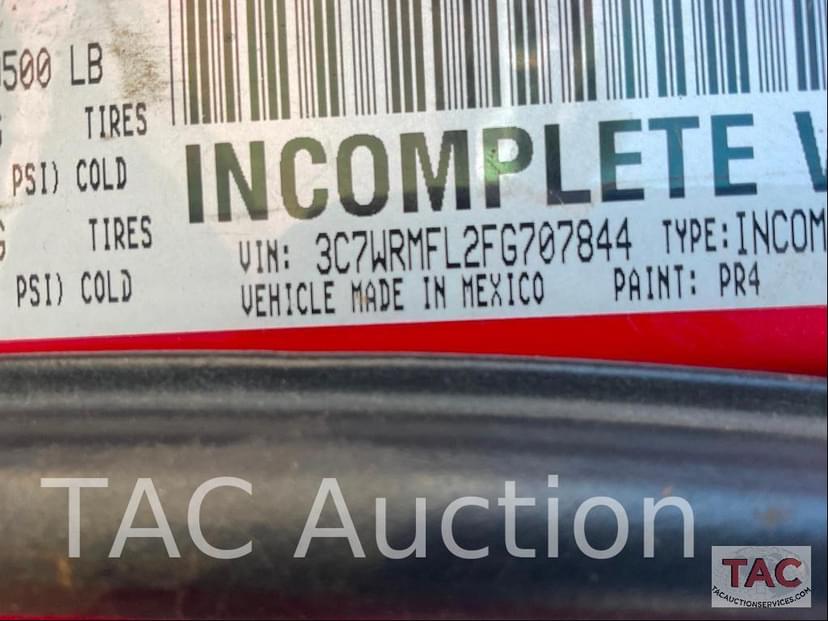 500 LB
TIRES
PSI) COLD
TIRES
PSI) COLD
INCOMPLETE V
VIN: 3C7WRMFL2FG707844 TYPE: INCOM
VEHICLE MADE IN MEXICO PAINT: PR4
TAC Auction
TAC
TACAUCTIONSERVICES.COM